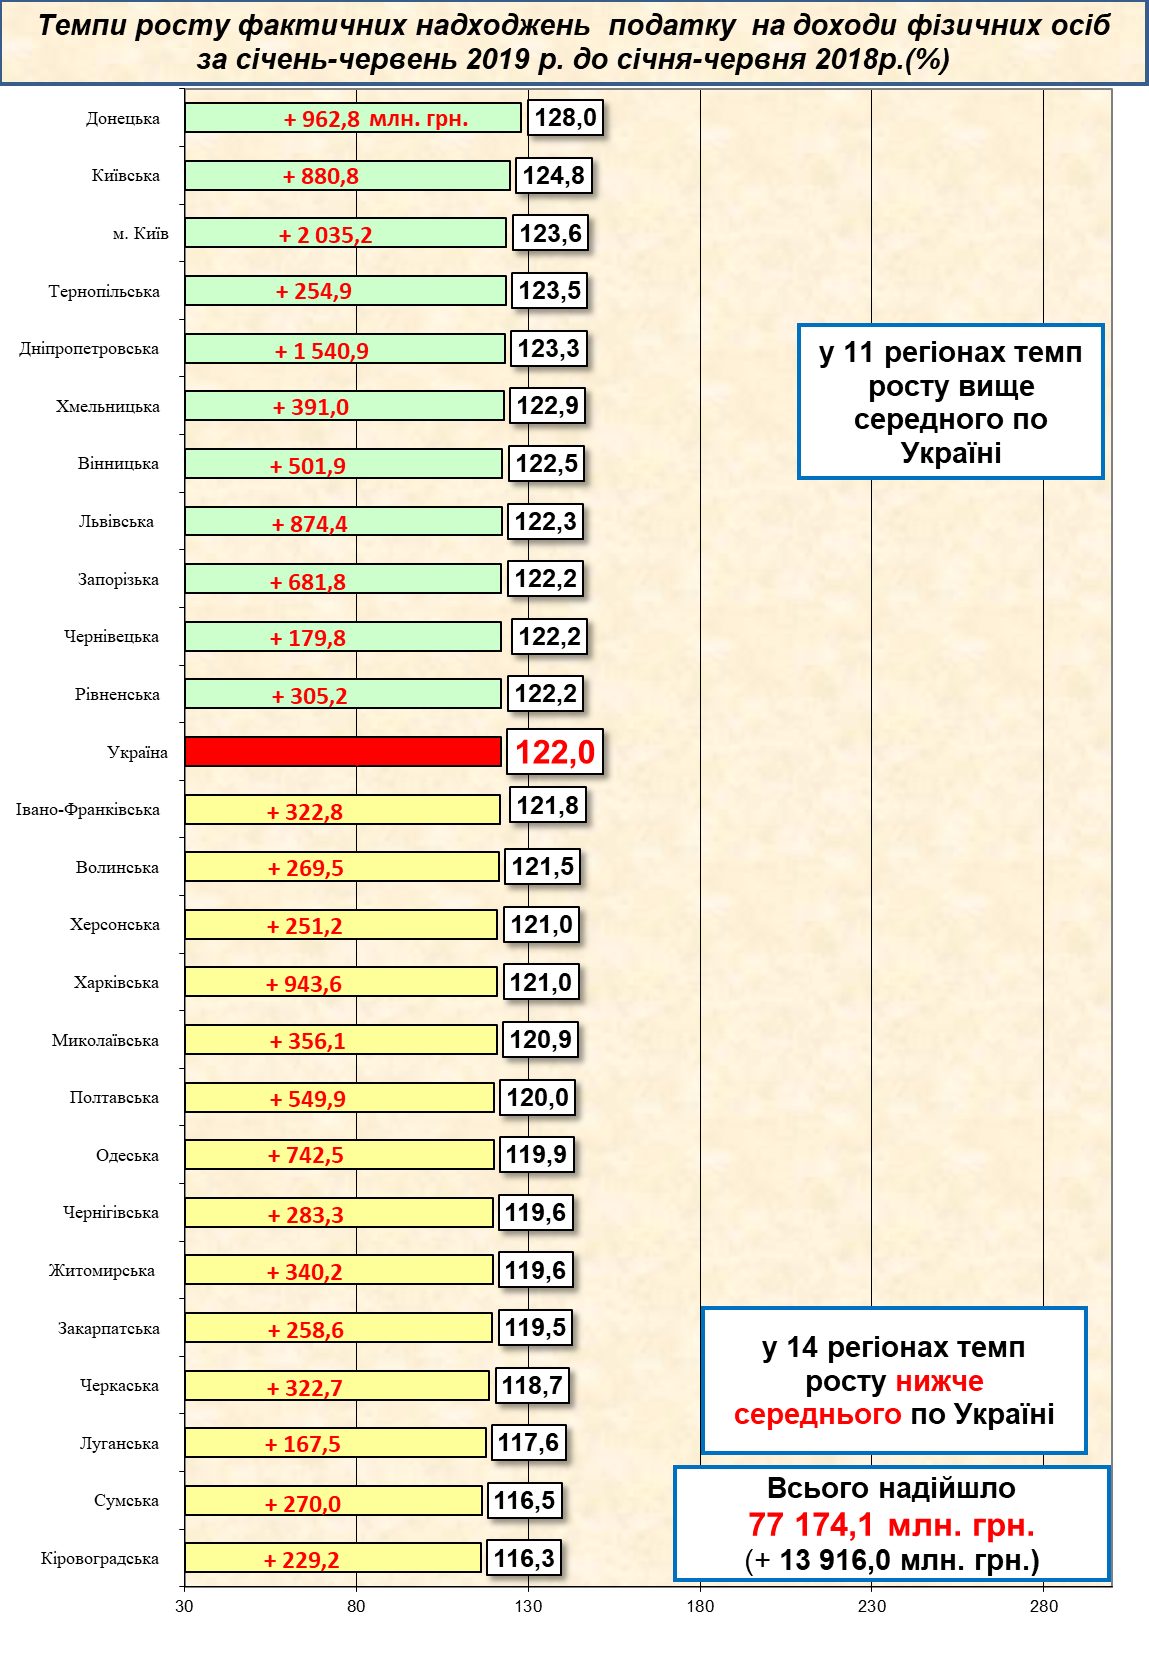 Темпи росту фактичних надходжень податку на доходи фізичних осіб
за січень-червень 2019 р. до січня-червня 2018р.(%)
Донецька + 962,8 млн. грн. 128,0
Київська + 880,8 124,8
м. Київ + 2 035,2 123,6
Тернопільська + 254,9 123,5
Дніпропетровська + 1 540,9 123,3
Хмельницька + 391,0 122,9
Вінницька + 501,9 122,5
Львівська + 874,4 122,3
Запорізька + 681,8 122,2
Чернівецька + 179,8 122,2
Рівненська + 305,2 122,2
Україна 122,0
Івано-Франківська + 322,8 121,8
Волинська + 269,5 121,5
Херсонська + 251,2 121,0
Харківська + 943,6 121,0
Миколаївська + 356,1 120,9
Полтавська + 549,9 120,0
Одеська + 742,5 119,9
Чернігівська + 283,3 119,6
Житомирська + 340,2 119,6
Закарпатська + 258,6 119,5
Черкаська + 322,7 118,7
Луганська + 167,5 117,6
Сумська + 270,0 116,5
Кіровоградська + 229,2 116,3
30 80 130 180 230 280
у 11 регіонах темп
росту вище
середного по
Україні
у 14 регіонах темп
росту нижче
середнього по Україні
Всього надійшло
77 174,1 млн. грн.
(+ 13 916,0 млн. грн.)